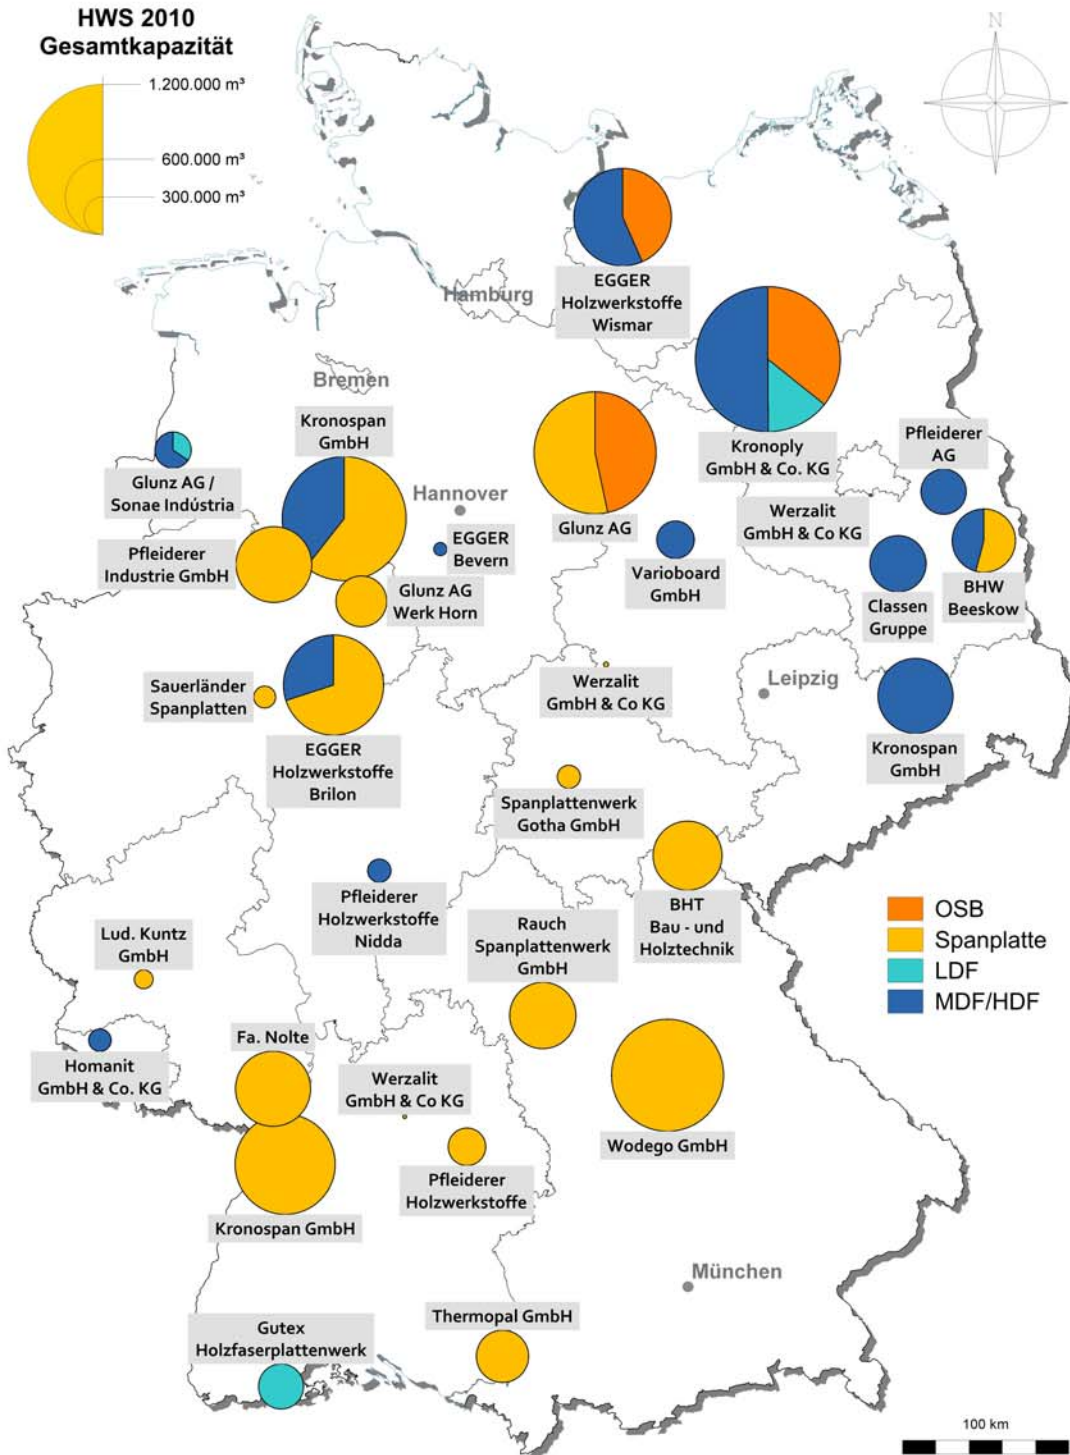 HWS 2010
Gesamtkapazität
1.200.000 m³
600.000 m³
300.000 m³
N
EGGER
Holzwerkstoffe
Wismar
Hamburg
Bremen
Kronospan
GmbH
Glunz AG /
Sonae Indústria
Hannover
Pfleiderer
Industrie GmbH
EGGER
Bevern
Glunz AG
Werk Horn
Glunz AG
Kronoply
GmbH & Co. KG
Werzalit
GmbH & Co KG
Pfleiderer
AG
Varioboard
GmbH
Classen
Gruppe
BHW
Beeskow
Sauerländer
Spanplatten
EGGER
Holzwerkstoffe
Brilon
Werzalit
GmbH & Co KG
Leipzig
Kronospan
GmbH
Spanplattenwerk
Gotha GmbH
Pfleiderer
Holzwerkstoffe
Nidda
BHT
Bau - und
Holztechnik
Rauch
Spanplattenwerk
GmbH
OSB
Spanplatte
LDF
MDF/HDF
Lud. Kuntz
GmbH
Homanit
GmbH & Co. KG
Fa. Nolte
Werzalit
GmbH & Co KG
Wodego GmbH
Pfleiderer
Holzwerkstoffe
Kronospan GmbH
München
Thermopal GmbH
Gutex
Holzfaserplattenwerk
100 km